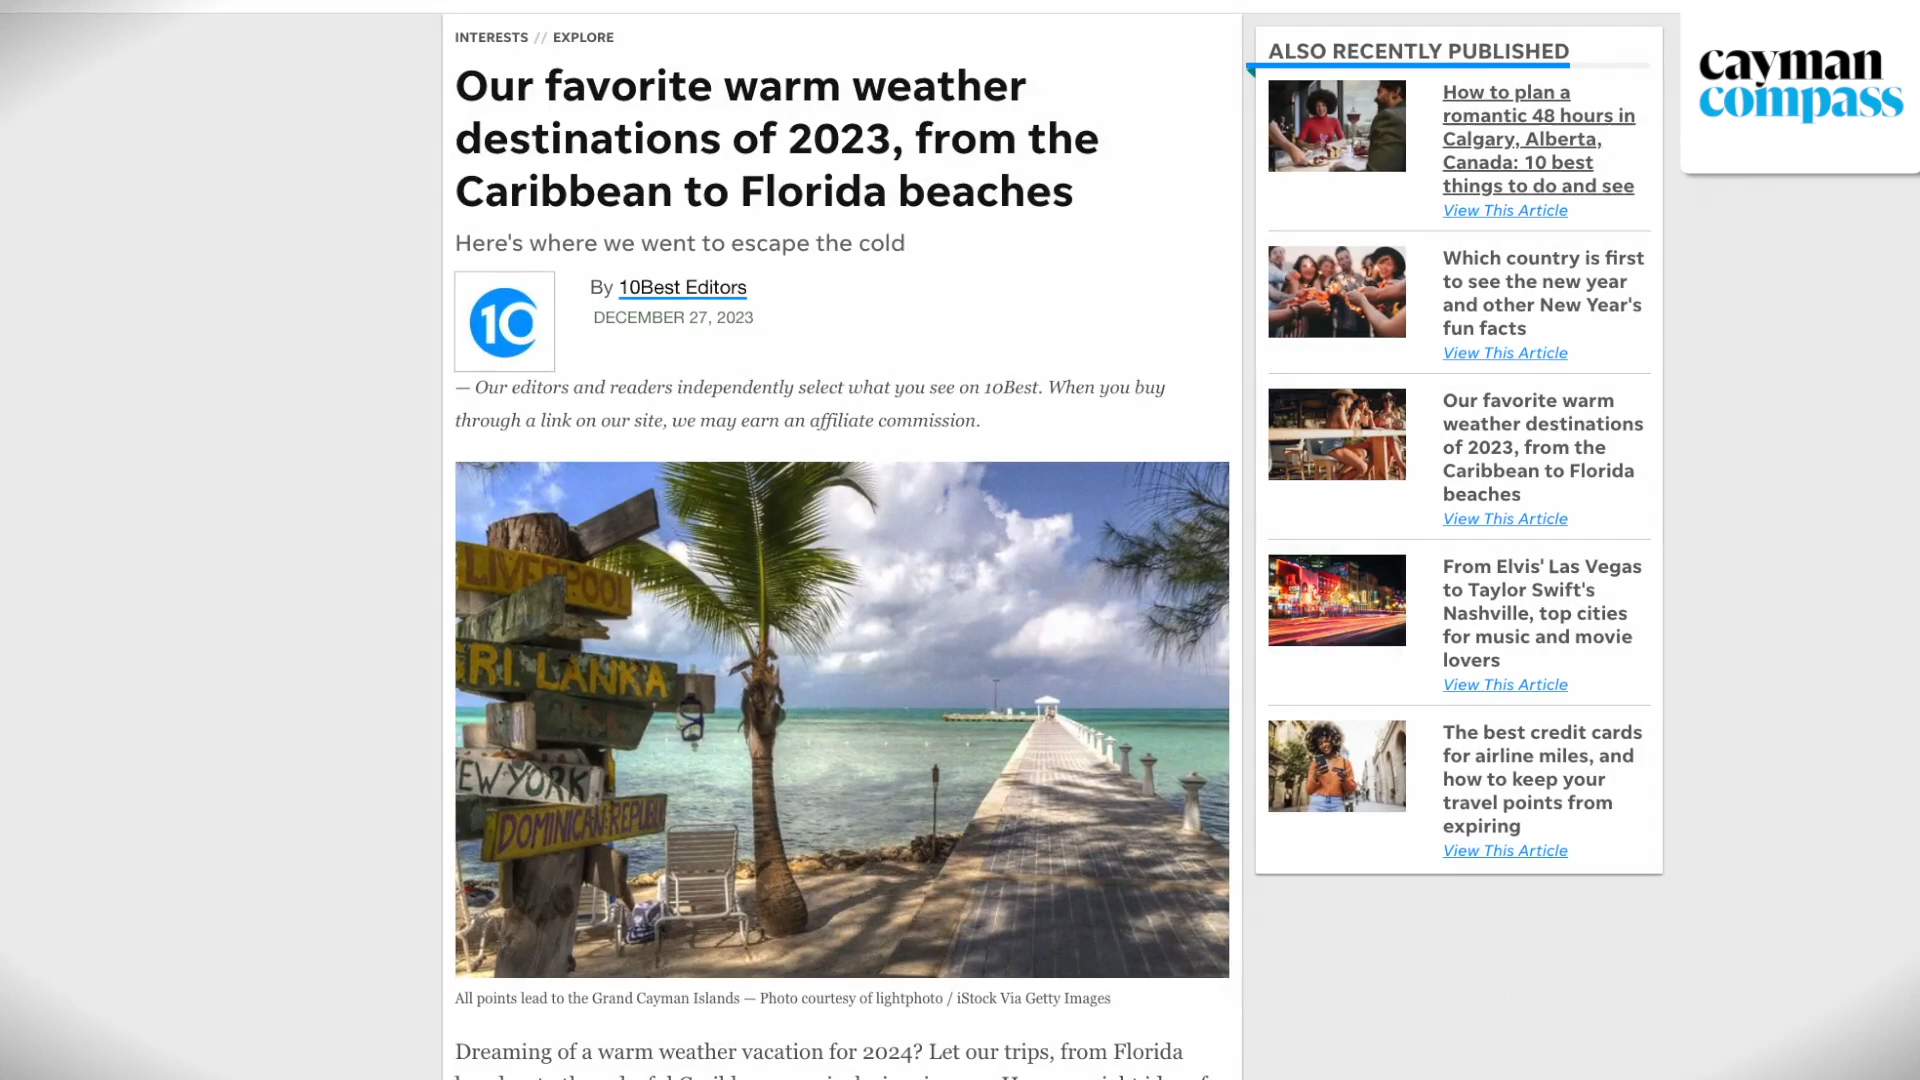 INTERESTS // EXPLORE
Our favorite warm weather
destinations of 2023, from the
Caribbean to Florida beaches
Here's where we went to escape the cold
10
By 10Best Editors
DECEMBER 27, 2023
— Our editors and readers independently select what you see on 10Best. When you buy
through a link on our site, we may earn an affiliate commission.
LIVERPOOL
SRI. LANKA
EW-YORK
DOMINICAN-REPUBLI
All points lead to the Grand Cayman Islands — Photo courtesy of lightphoto / iStock Via Getty Images
Dreaming of a warm weather vacation for 2024? Let our trips, from Florida
ALSO RECENTLY PUBLISHED
How to plan a
romantic 48 hours in
Calgary, Alberta,
Canada: 10 best
things to do and see
View This Article
Which country is first
to see the new year
and other New Year's
fun facts
View This Article
Our favorite warm
weather destinations
of 2023, from the
Caribbean to Florida
beaches
View This Article
From Elvis' Las Vegas
to Taylor Swift's
Nashville, top cities
for music and movie
lovers
View This Article
The best credit cards
for airline miles, and
how to keep your
travel points from
expiring
View This Article
cayman
compass